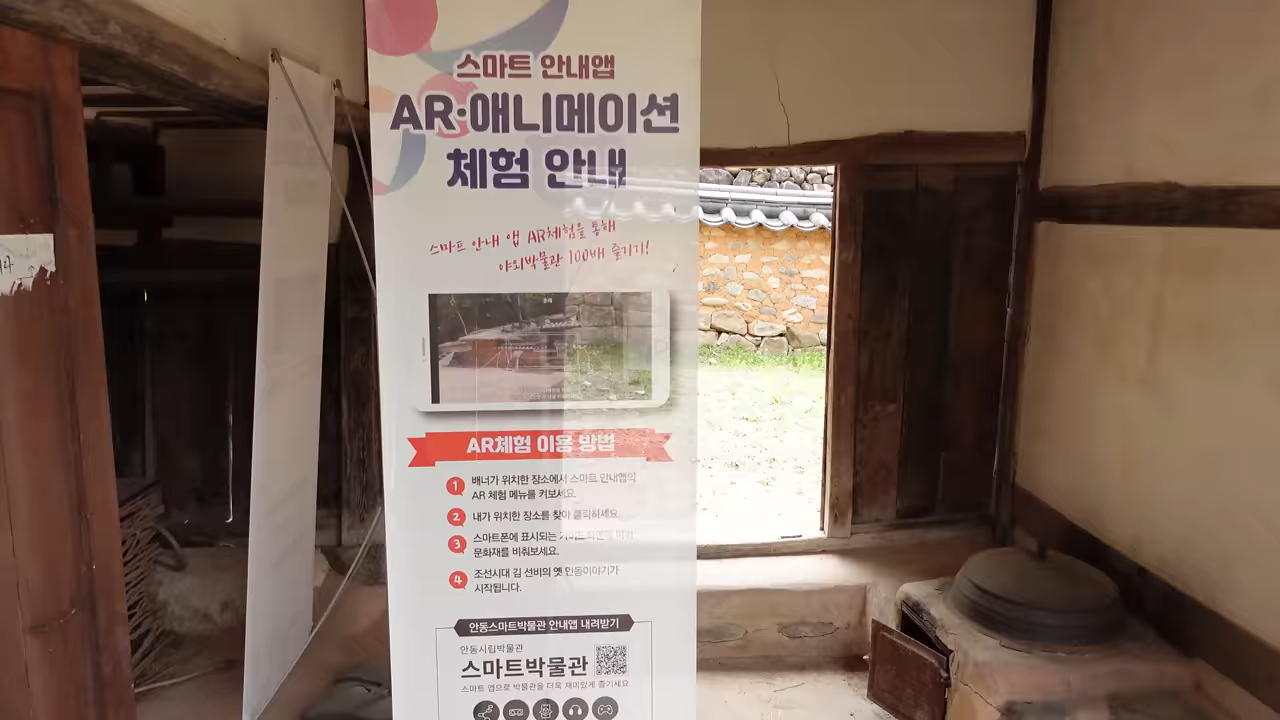 스마트 안내앱
AR·애니메이션
체험 안내
스마트 안내 앱 AR체험을 통해
야외박물관 100배 즐기기!
AR체험 이용 방법
1 배너가 위치한 장소에서 스마트 안내앱의
AR 체험 메뉴를 켜보세요.
2 내가 위치한 장소를 찾아 클릭하세요.
3 스마트폰에 표시되는
문화재를 비춰보세요.
4 조선시대 김 선비의 옛 안동이야기가
시작됩니다.
안동스마트박물관 안내앱 내려받기
안동시립박물관
스마트박물관
스마트 앱으로 박물관을 더욱 재미있게 즐기세요